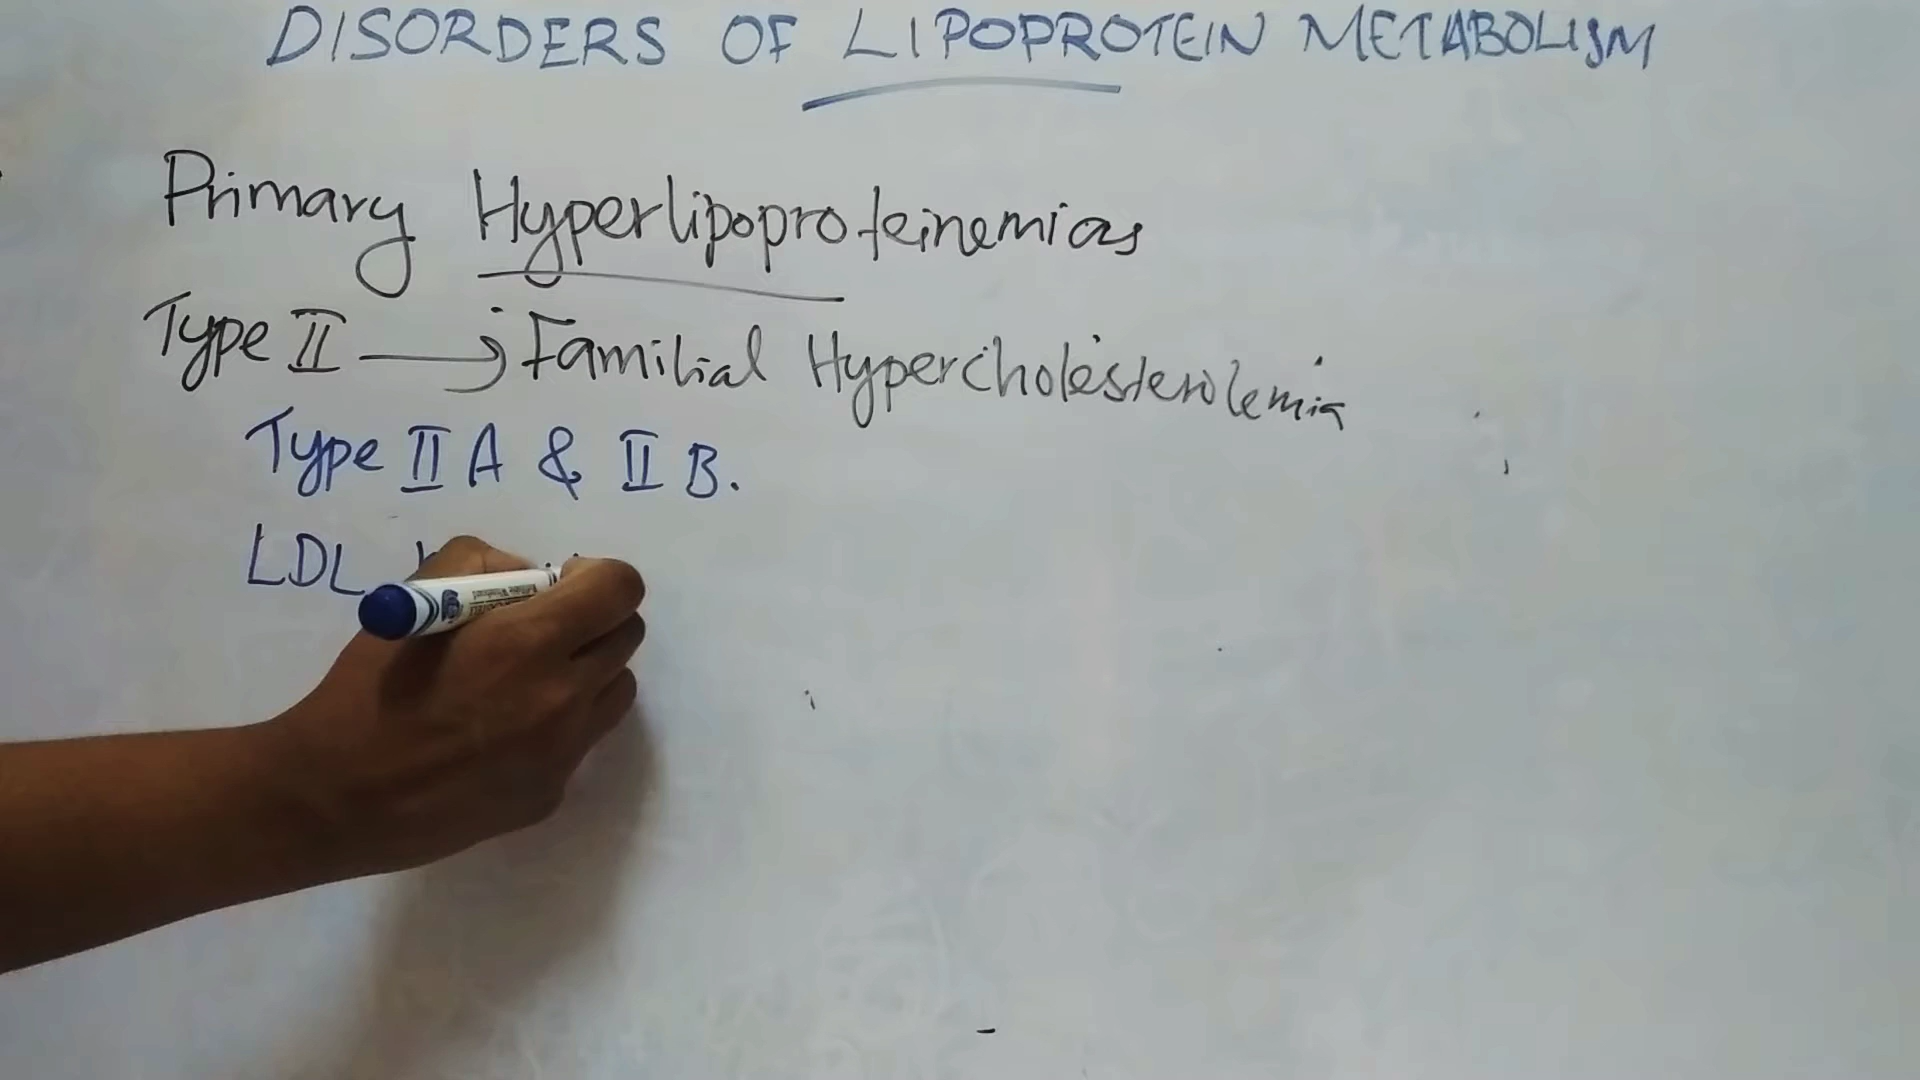 DISORDERS OF LIPOPROTEIN METABOLISM
Primary Hyperlipoproteinemias
Type II → Familial Hypercholesterolemia
Type II A & II B.
LDL